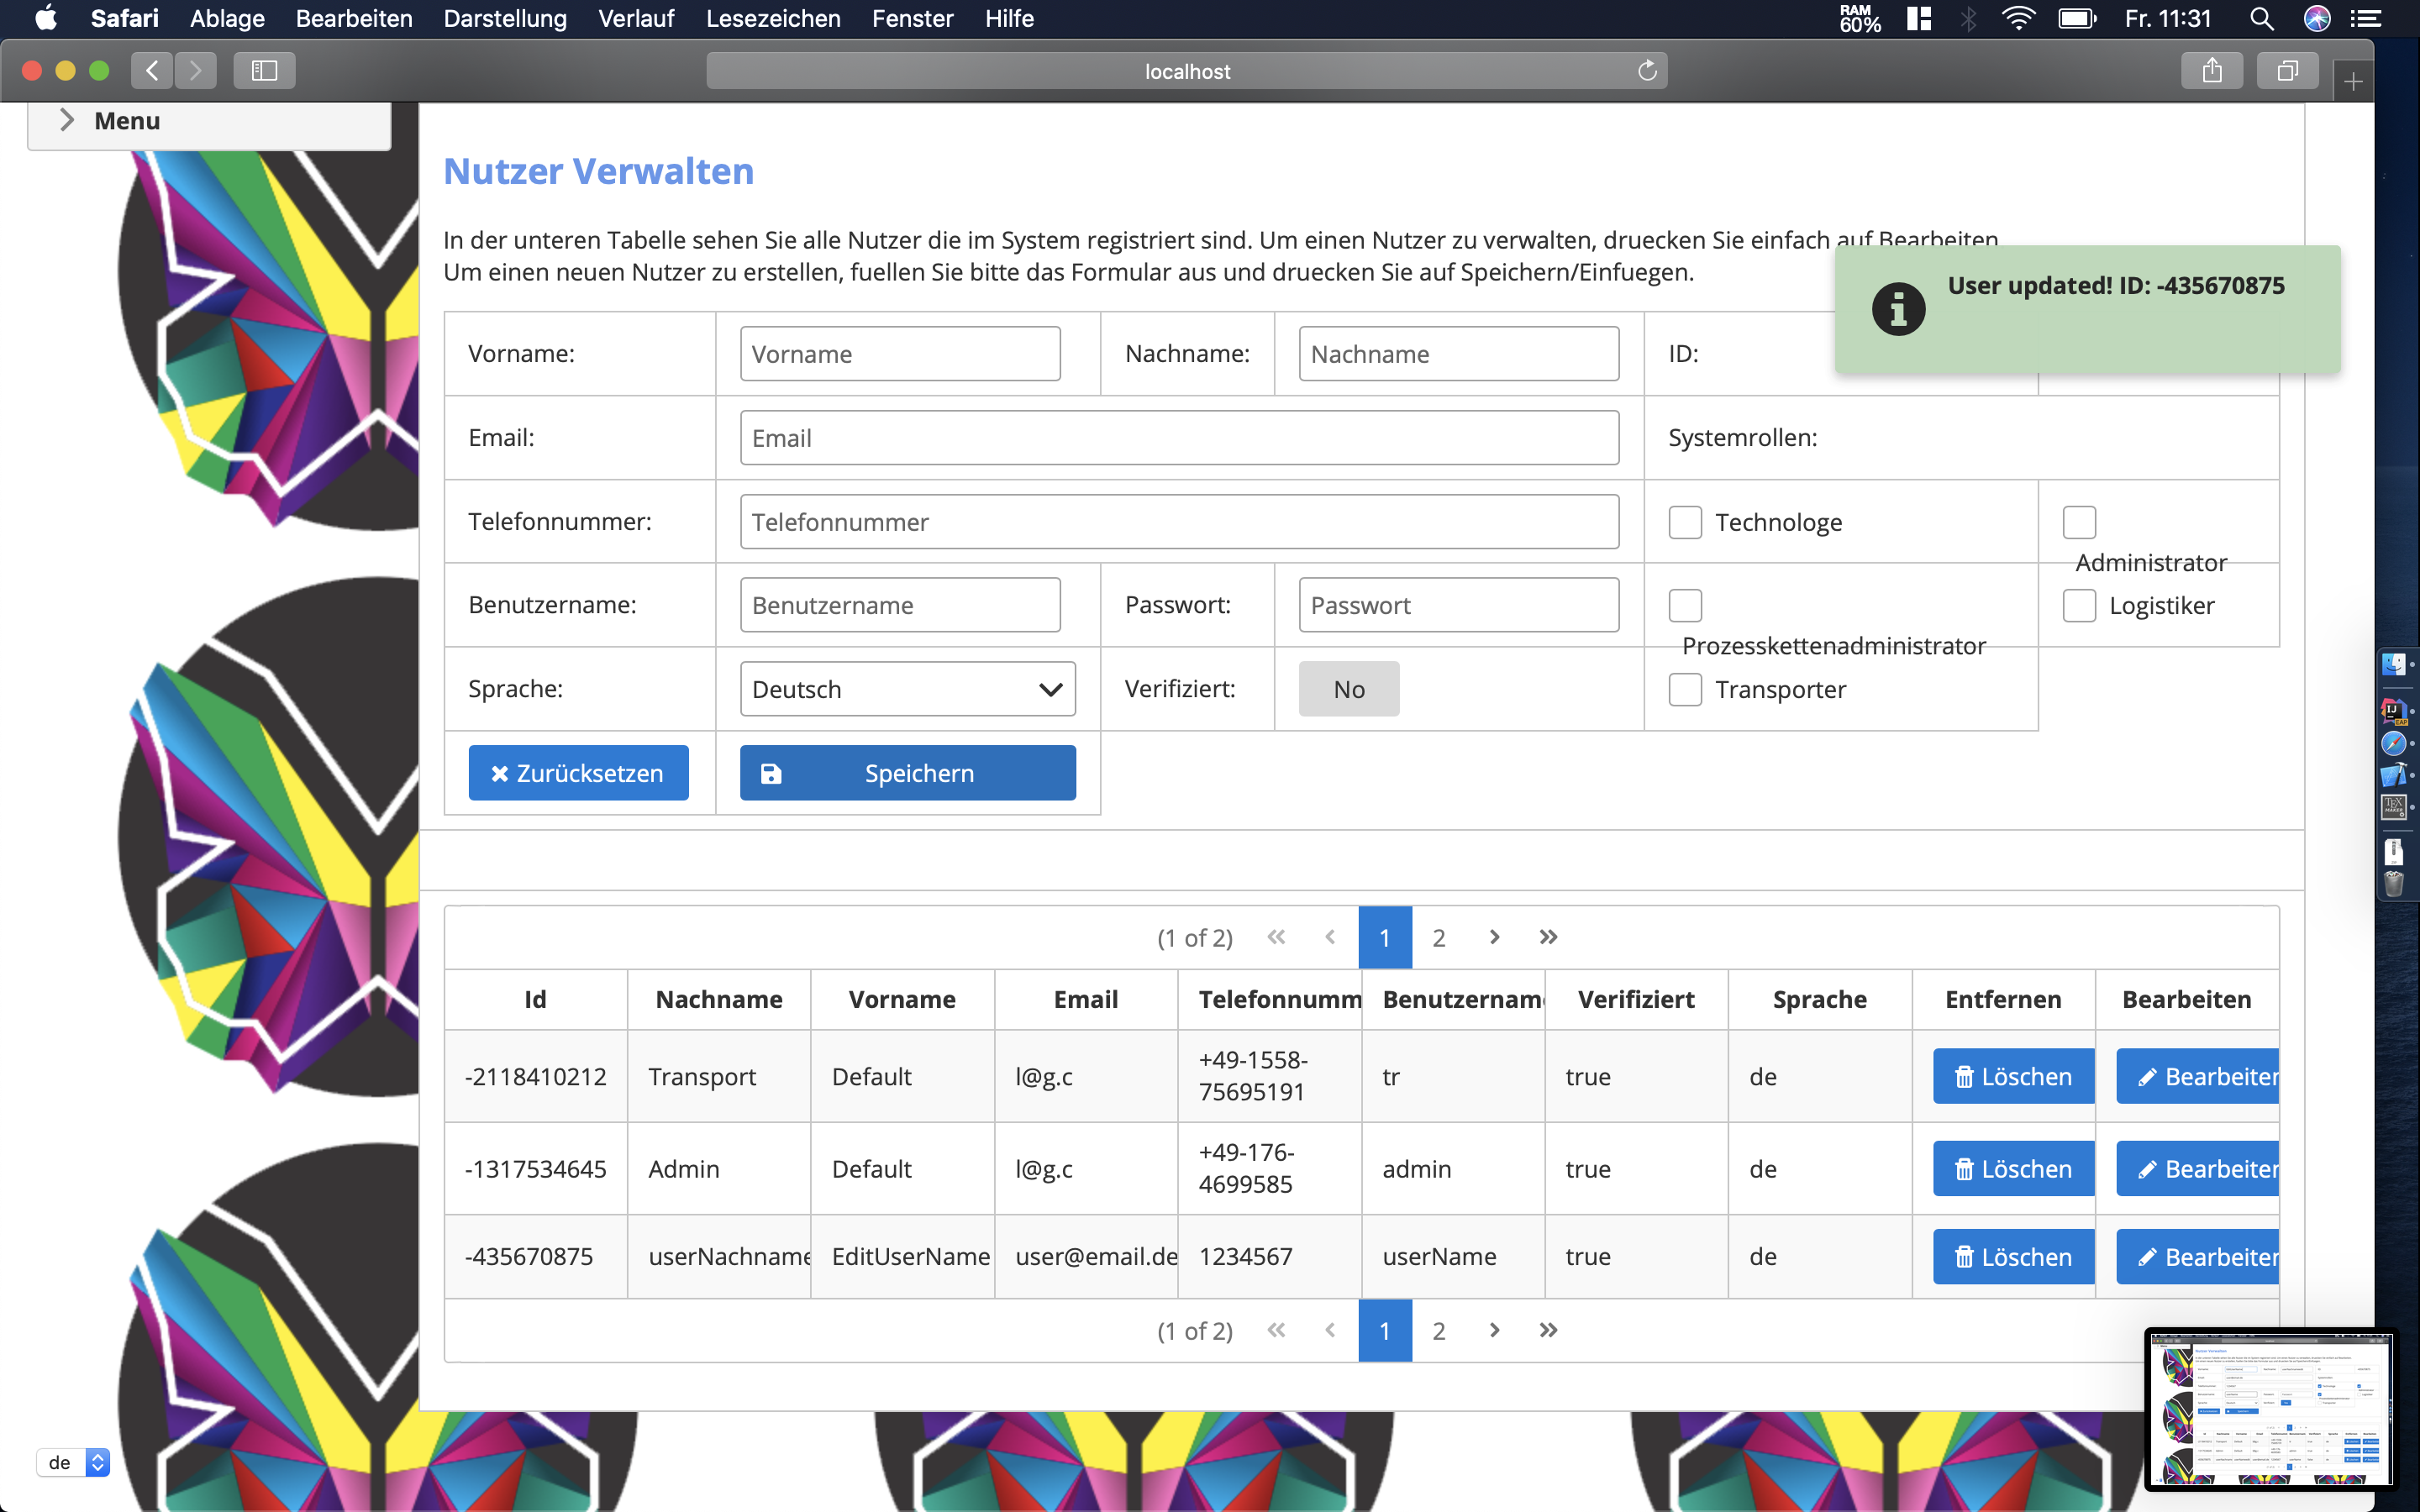 Safari Ablage Bearbeiten Darstellung Verlauf Lesezeichen Fenster Hilfe RAM 60% Fr. 11:31
localhost
Menu
Nutzer Verwalten
In der unteren Tabelle sehen Sie alle Nutzer die im System registriert sind. Um einen Nutzer zu verwalten, druecken Sie einfach auf Bearbeiten
Um einen neuen Nutzer zu erstellen, fuellen Sie bitte das Formular aus und druecken Sie auf Speichern/Einfuegen.
User updated! ID: -435670875
Vorname: Vorname Nachname: Nachname ID:
Email: Email Systemrollen:
Telefonnummer: Telefonnummer Technologe Administrator
Benutzername: Benutzername Passwort: Passwort Prozesskettenadministrator Logistiker
Sprache: Deutsch Verifiziert: No Transporter
Zurücksetzen Speichern
(1 of 2) 1 2
Id Nachname Vorname Email Telefonnumm Benutzernam Verifiziert Sprache Entfernen Bearbeiten
-2118410212 Transport Default l@g.c +49-1558-75695191 tr true de Löschen Bearbeiten
-1317534645 Admin Default l@g.c +49-176-4699585 admin true de Löschen Bearbeiten
-435670875 userNachname EditUserName user@email.de 1234567 userName true de Löschen Bearbeiten
(1 of 2) 1 2
de